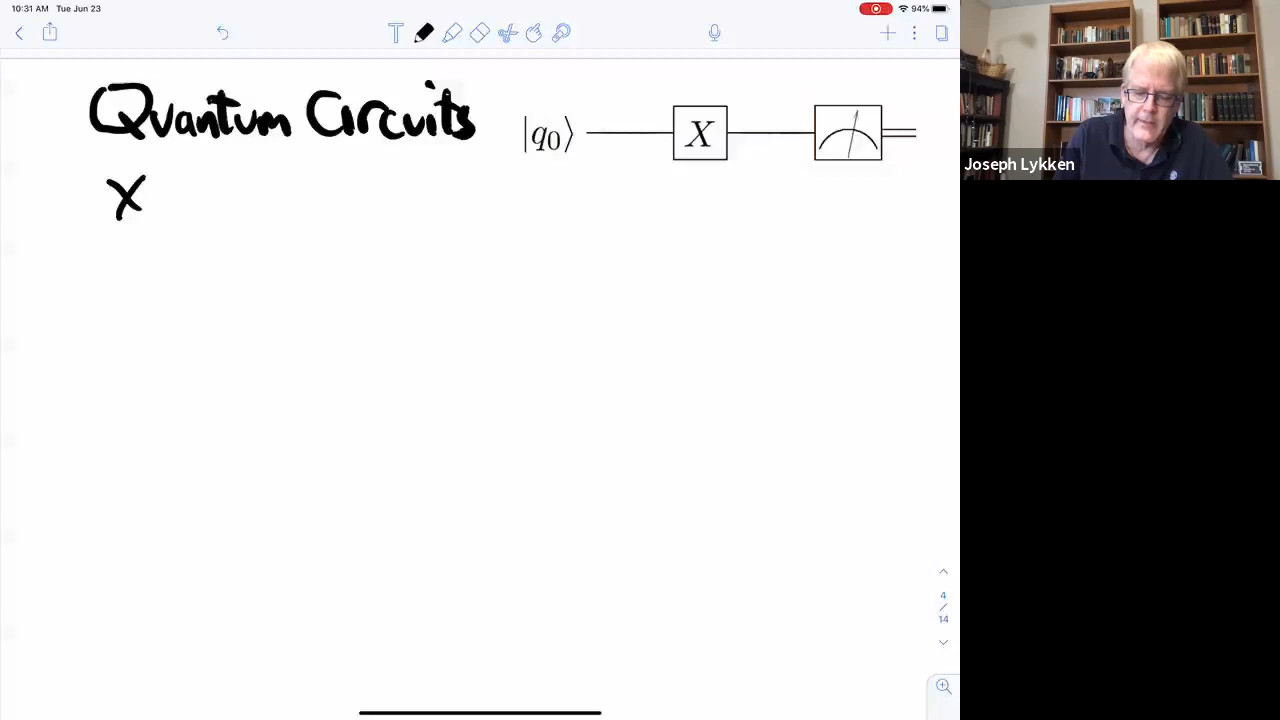 10:31 AM Tue Jun 23
94%
T
Quantum Circuits
|q0⟩ X
X
Joseph Lykken
4
/
14